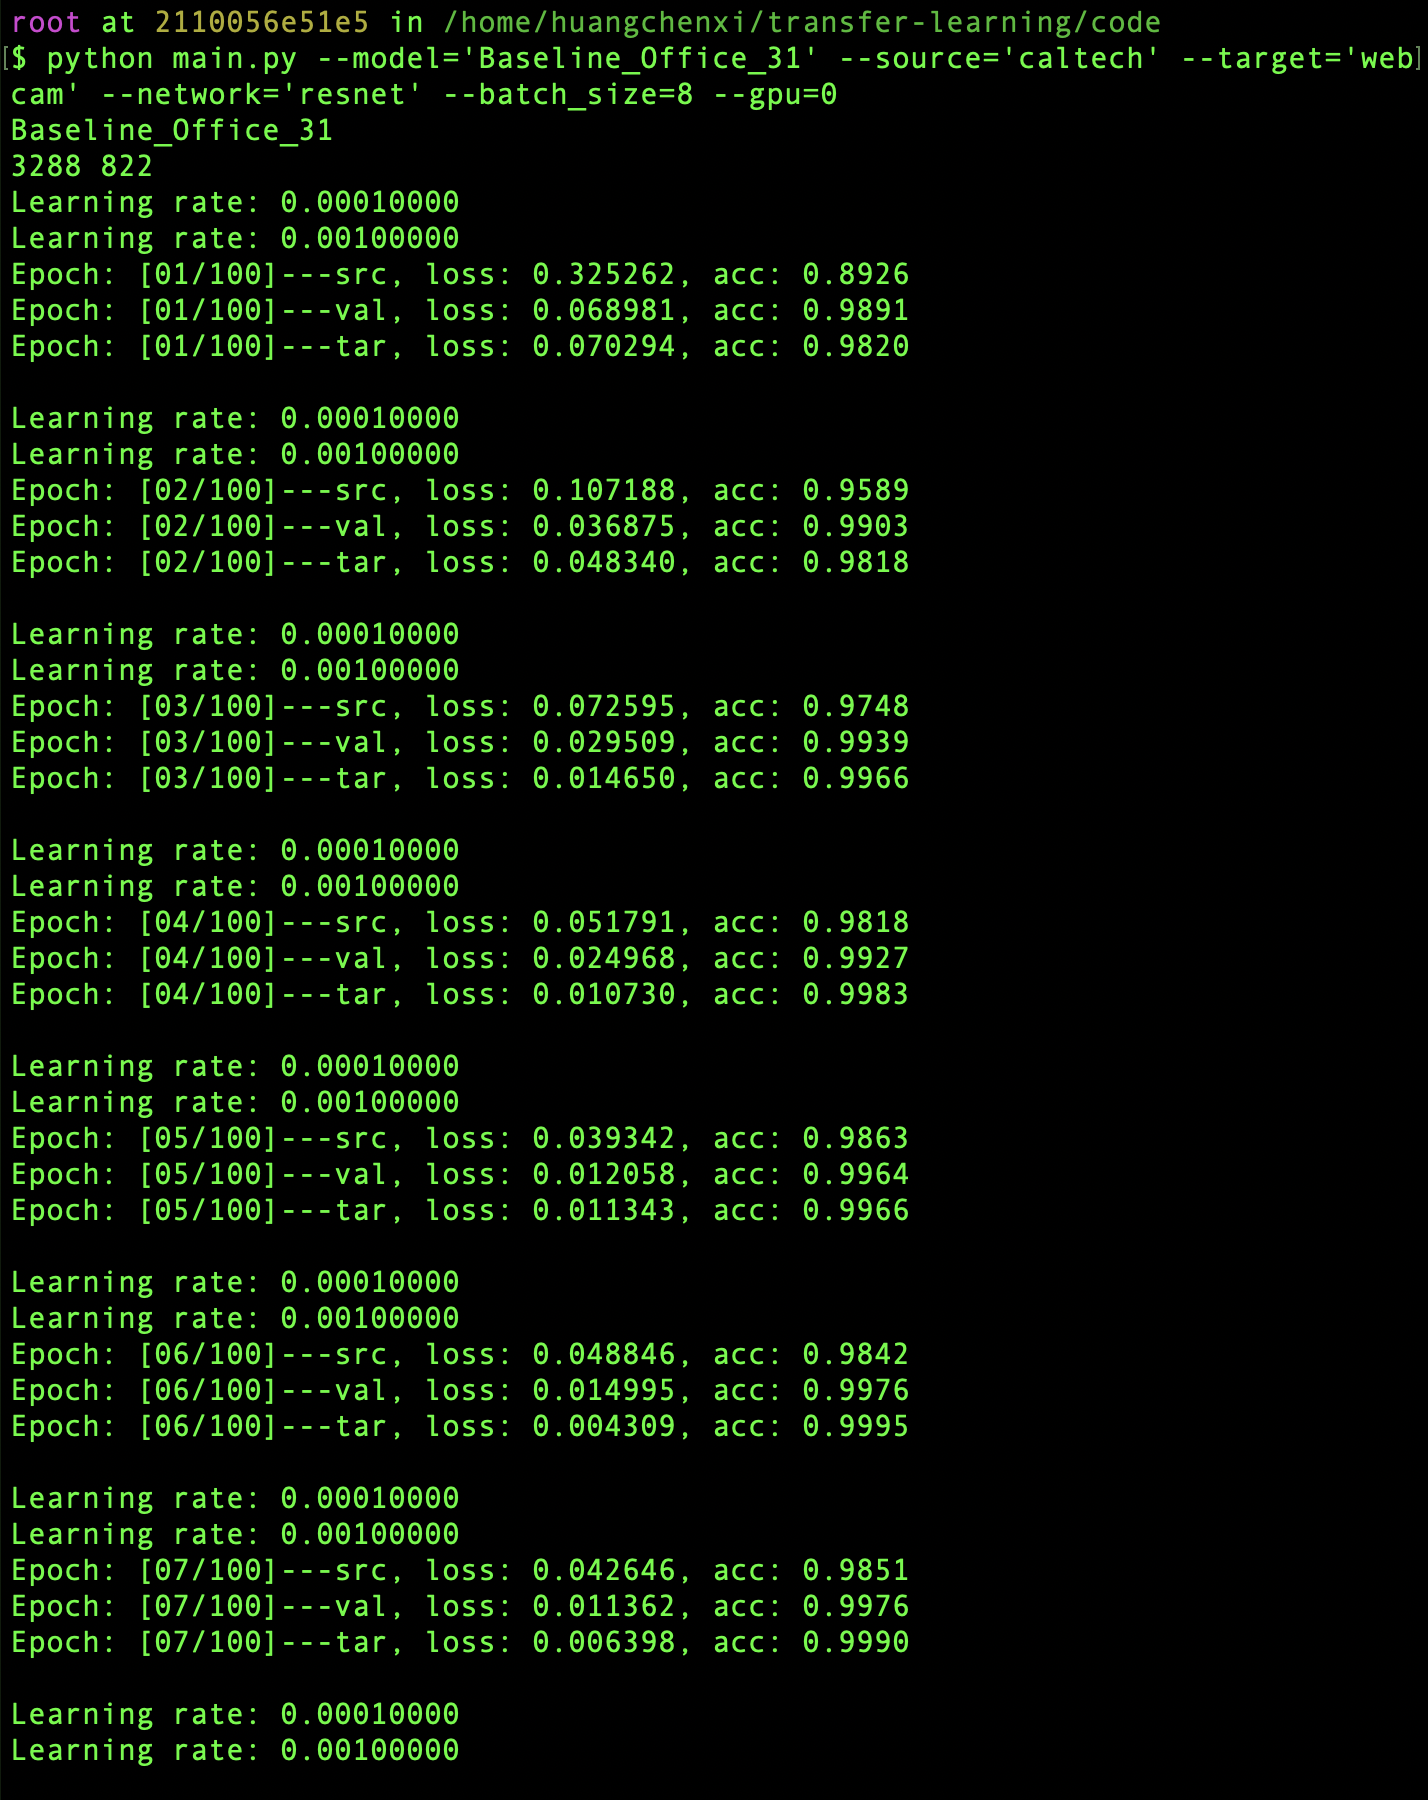 root at 2110056e51e5 in /home/huangchenxi/transfer-learning/code
[$ python main.py --model='Baseline_Office_31' --source='caltech' --target='web]
cam' --network='resnet' --batch_size=8 --gpu=0
Baseline_Office_31
3288 822
Learning rate: 0.00010000
Learning rate: 0.00100000
Epoch: [01/100]---src, loss: 0.325262, acc: 0.8926
Epoch: [01/100]---val, loss: 0.068981, acc: 0.9891
Epoch: [01/100]---tar, loss: 0.070294, acc: 0.9820
Learning rate: 0.00010000
Learning rate: 0.00100000
Epoch: [02/100]---src, loss: 0.107188, acc: 0.9589
Epoch: [02/100]---val, loss: 0.036875, acc: 0.9903
Epoch: [02/100]---tar, loss: 0.048340, acc: 0.9818
Learning rate: 0.00010000
Learning rate: 0.00100000
Epoch: [03/100]---src, loss: 0.072595, acc: 0.9748
Epoch: [03/100]---val, loss: 0.029509, acc: 0.9939
Epoch: [03/100]---tar, loss: 0.014650, acc: 0.9966
Learning rate: 0.00010000
Learning rate: 0.00100000
Epoch: [04/100]---src, loss: 0.051791, acc: 0.9818
Epoch: [04/100]---val, loss: 0.024968, acc: 0.9927
Epoch: [04/100]---tar, loss: 0.010730, acc: 0.9983
Learning rate: 0.00010000
Learning rate: 0.00100000
Epoch: [05/100]---src, loss: 0.039342, acc: 0.9863
Epoch: [05/100]---val, loss: 0.012058, acc: 0.9964
Epoch: [05/100]---tar, loss: 0.011343, acc: 0.9966
Learning rate: 0.00010000
Learning rate: 0.00100000
Epoch: [06/100]---src, loss: 0.048846, acc: 0.9842
Epoch: [06/100]---val, loss: 0.014995, acc: 0.9976
Epoch: [06/100]---tar, loss: 0.004309, acc: 0.9995
Learning rate: 0.00010000
Learning rate: 0.00100000
Epoch: [07/100]---src, loss: 0.042646, acc: 0.9851
Epoch: [07/100]---val, loss: 0.011362, acc: 0.9976
Epoch: [07/100]---tar, loss: 0.006398, acc: 0.9990
Learning rate: 0.00010000
Learning rate: 0.00100000